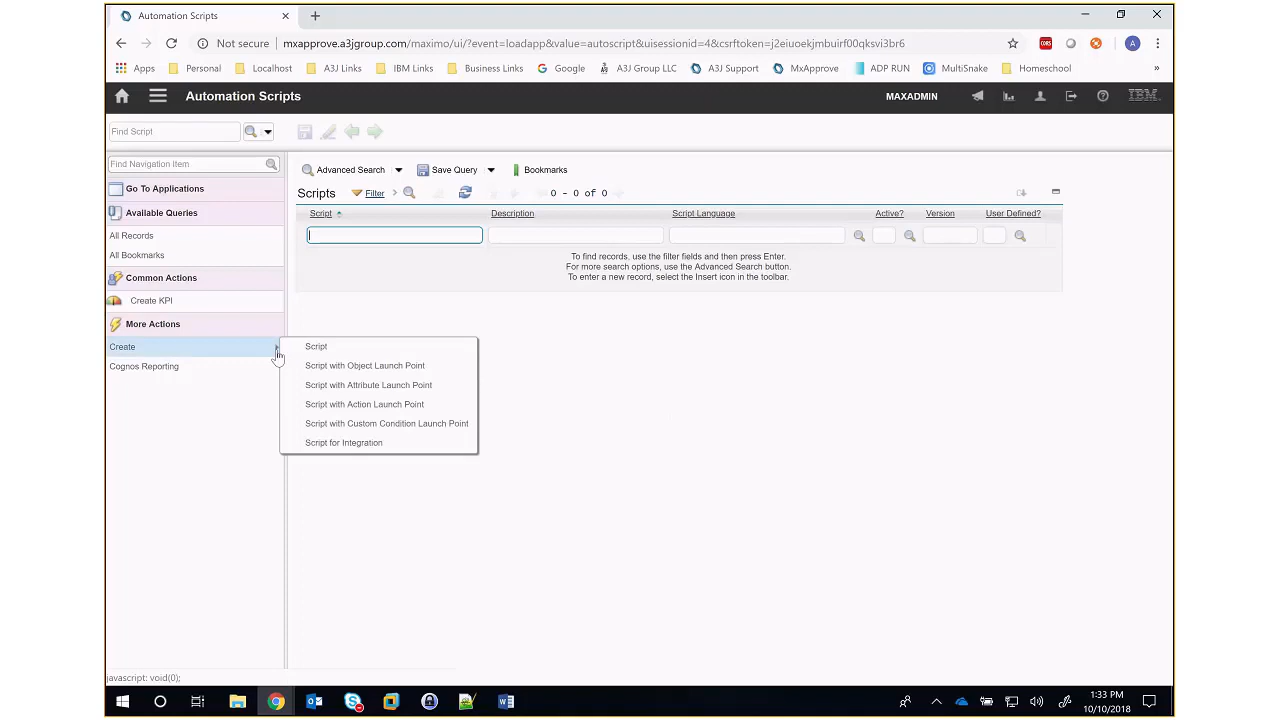 Automation Scripts
Not secure | mxapprove.a3jgroup.com/maximo/ui/?event=loadapp&value=autoscript&uisessionid=4&csrftoken=j2eiuoekjmbuirf00qksvi3br6
A
Apps Personal Localhost A3J Links IBM Links Business Links Google A3J Group LLC A3J Support MxApprove ADP RUN MultiSnake Homeschool »
Automation Scripts MAXADMIN IBM.
Find Script
Find Navigation Item
Go To Applications
Available Queries
All Records
All Bookmarks
Common Actions
Create KPI
More Actions
Create
Cognos Reporting
Advanced Search Save Query Bookmarks
Scripts Filter 0 - 0 of 0
Script Description Script Language Active? Version User Defined?
To find records, use the filter fields and then press Enter.
For more search options, use the Advanced Search button.
To enter a new record, select the Insert icon in the toolbar.
Script
Script with Object Launch Point
Script with Attribute Launch Point
Script with Action Launch Point
Script with Custom Condition Launch Point
Script for Integration
javascript: void(0);
1:33 PM
10/10/2018